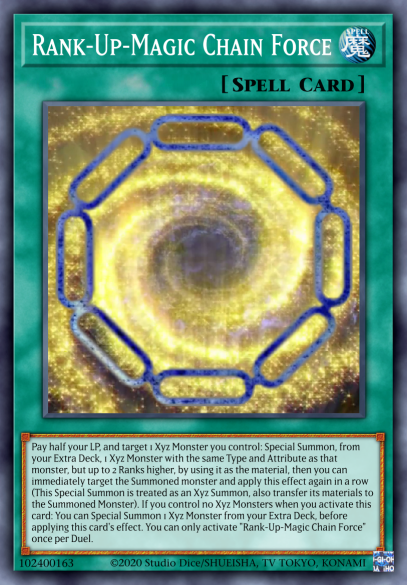 Rank-Up-Magic Chain Force
SPELL
魔
[Spell Card]
Pay half your LP, and target 1 Xyz Monster you control: Special Summon, from
your Extra Deck, 1 Xyz Monster with the same Type and Attribute as that
monster, but up to 2 Ranks higher, by using it as the material, then you can
immediately target the Summoned monster and apply this effect again in a row
(This Special Summon is treated as an Xyz Summon, also transfer its materials to
the Summoned Monster). If you control no Xyz Monsters when you activate this
card: You can Special Summon 1 Xyz Monster from your Extra Deck, before
applying this card's effect. You can only activate "Rank-Up-Magic Chain Force"
once per Duel.
102400163 ©2020 Studio Dice/SHUEISHA, TV TOKYO, KONAMI